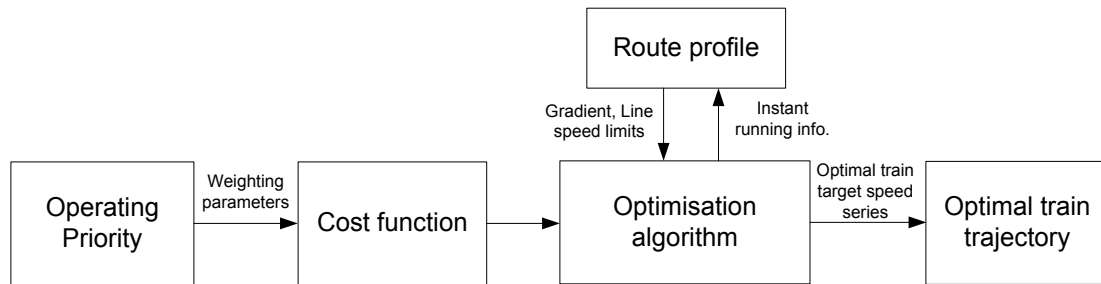 Route profile
Gradient, Line
speed limits
Instant
running info.
Operating
Priority
Weighting
parameters
Cost function
Optimisation
algorithm
Optimal train
target speed
series
Optimal train
trajectory